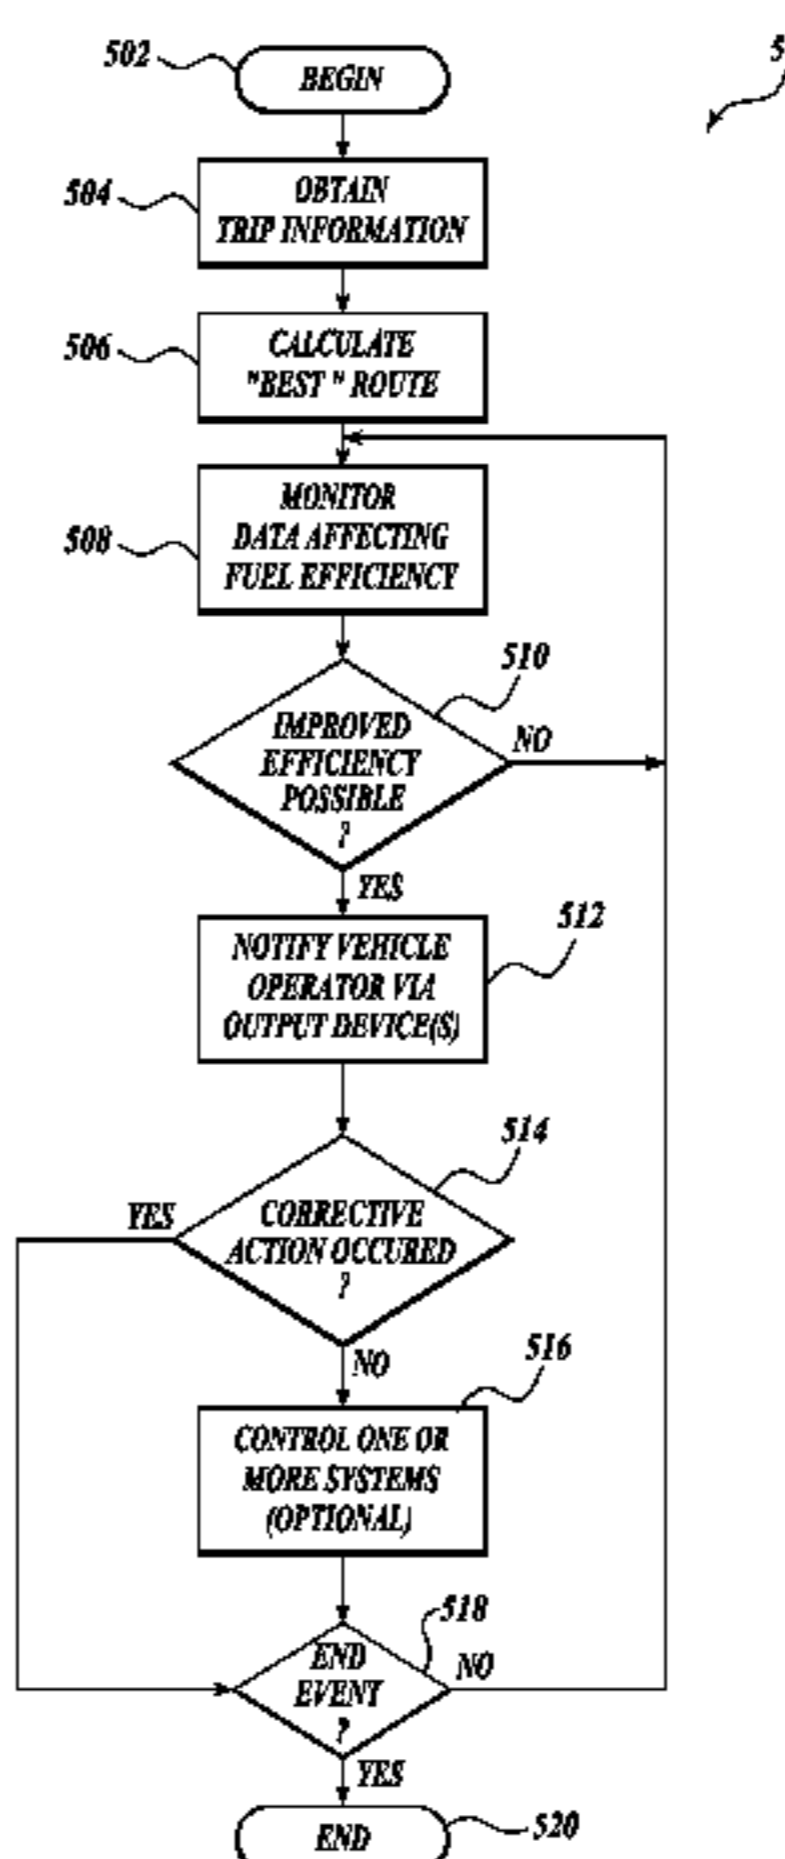 502
BEGIN
5
504
OBTAIN
TRIP INFORMATION
506
CALCULATE
"BEST " ROUTE
508
MONITOR
DATA AFFECTING
FUEL EFFICIENCY
510
IMPROVED
EFFICIENCY
POSSIBLE
?
NO
YES
512
NOTIFY VEHICLE
OPERATOR VIA
OUTPUT DEVICE(S)
514
YES
CORRECTIVE
ACTION OCCURED
?
NO
516
CONTROL ONE OR
MORE SYSTEMS
(OPTIONAL)
518
END
EVENT
?
NO
YES
END
520